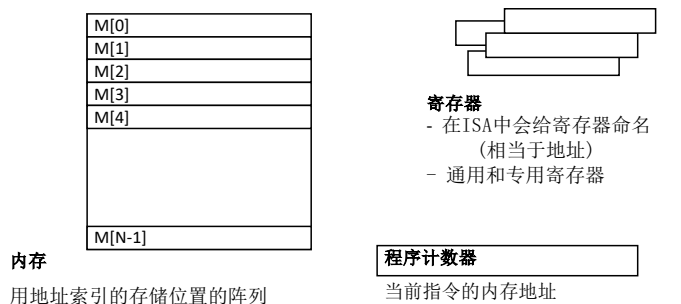 M[0]
M[1]
M[2]
M[3]
M[4]
M[N-1]
内存
用地址索引的存储位置的阵列
寄存器
- 在ISA中会给寄存器命名
(相当于地址)
– 通用和专用寄存器
程序计数器
当前指令的内存地址